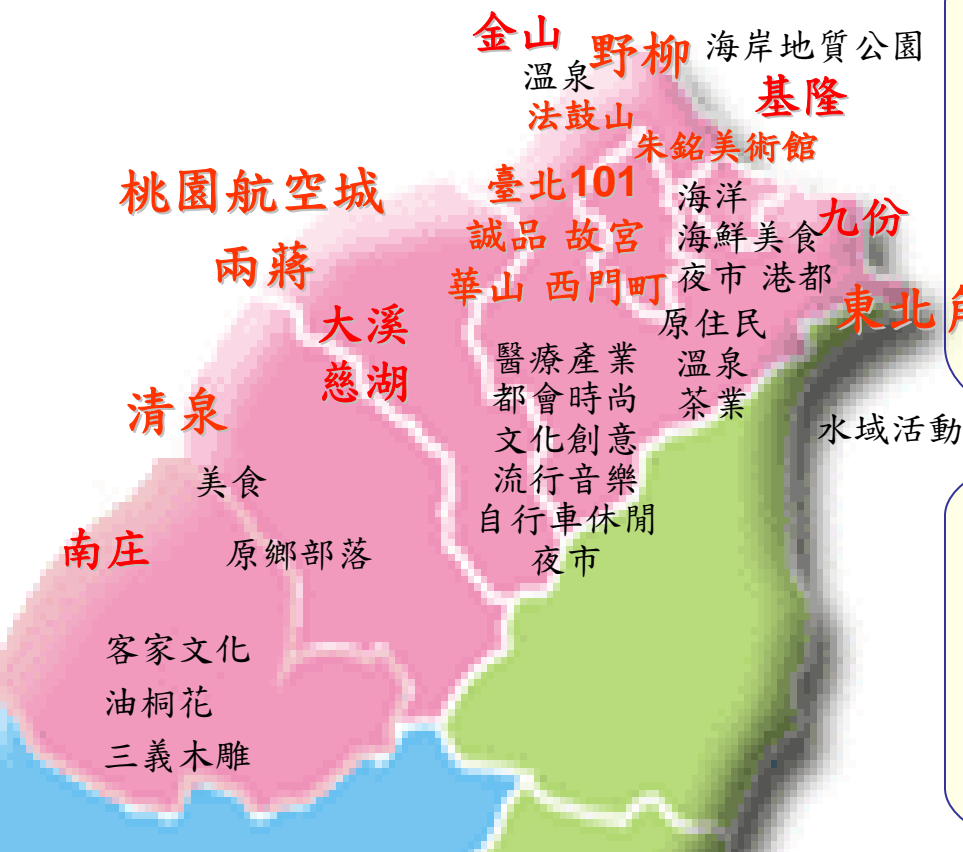 金山
野柳 海岸地質公園
溫泉
基隆
法鼓山
朱銘美術館
桃園航空城
臺北101
海洋
九份
誠品 故宮
海鮮美食
兩蔣
華山 西門町
夜市 港都
東北角
大溪
原住民
醫療產業
溫泉
慈湖
都會時尚
茶業
清泉
文化創意
水域活動
美食
流行音樂
自行車休閒
南庄
原鄉部落
夜市
客家文化
油桐花
三義木雕